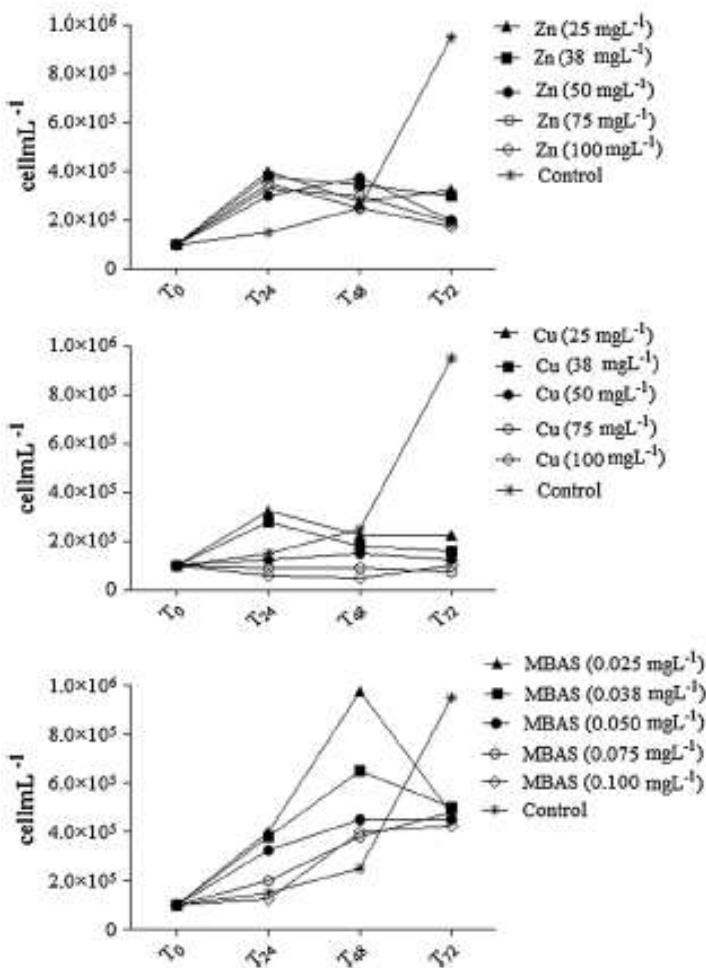 1.0×10⁶
8.0×10⁵
6.0×10⁵
4.0×10⁵
2.0×10⁵
0
cellmL⁻¹
T₀ T₂₄ T₄₈ T₇₂
Zn (25 mgL⁻¹)
Zn (38 mgL⁻¹)
Zn (50 mgL⁻¹)
Zn (75 mgL⁻¹)
Zn (100 mgL⁻¹)
Control
1.0×10⁶
8.0×10⁵
6.0×10⁵
4.0×10⁵
2.0×10⁵
0
cellmL⁻¹
T₀ T₂₄ T₄₈ T₇₂
Cu (25 mgL⁻¹)
Cu (38 mgL⁻¹)
Cu (50 mgL⁻¹)
Cu (75 mgL⁻¹)
Cu (100 mgL⁻¹)
Control
1.0×10⁶
8.0×10⁵
6.0×10⁵
4.0×10⁵
2.0×10⁵
0
cellmL⁻¹
T₀ T₂₄ T₄₈ T₇₂
MBAS (0.025 mgL⁻¹)
MBAS (0.038 mgL⁻¹)
MBAS (0.050 mgL⁻¹)
MBAS (0.075 mgL⁻¹)
MBAS (0.100 mgL⁻¹)
Control